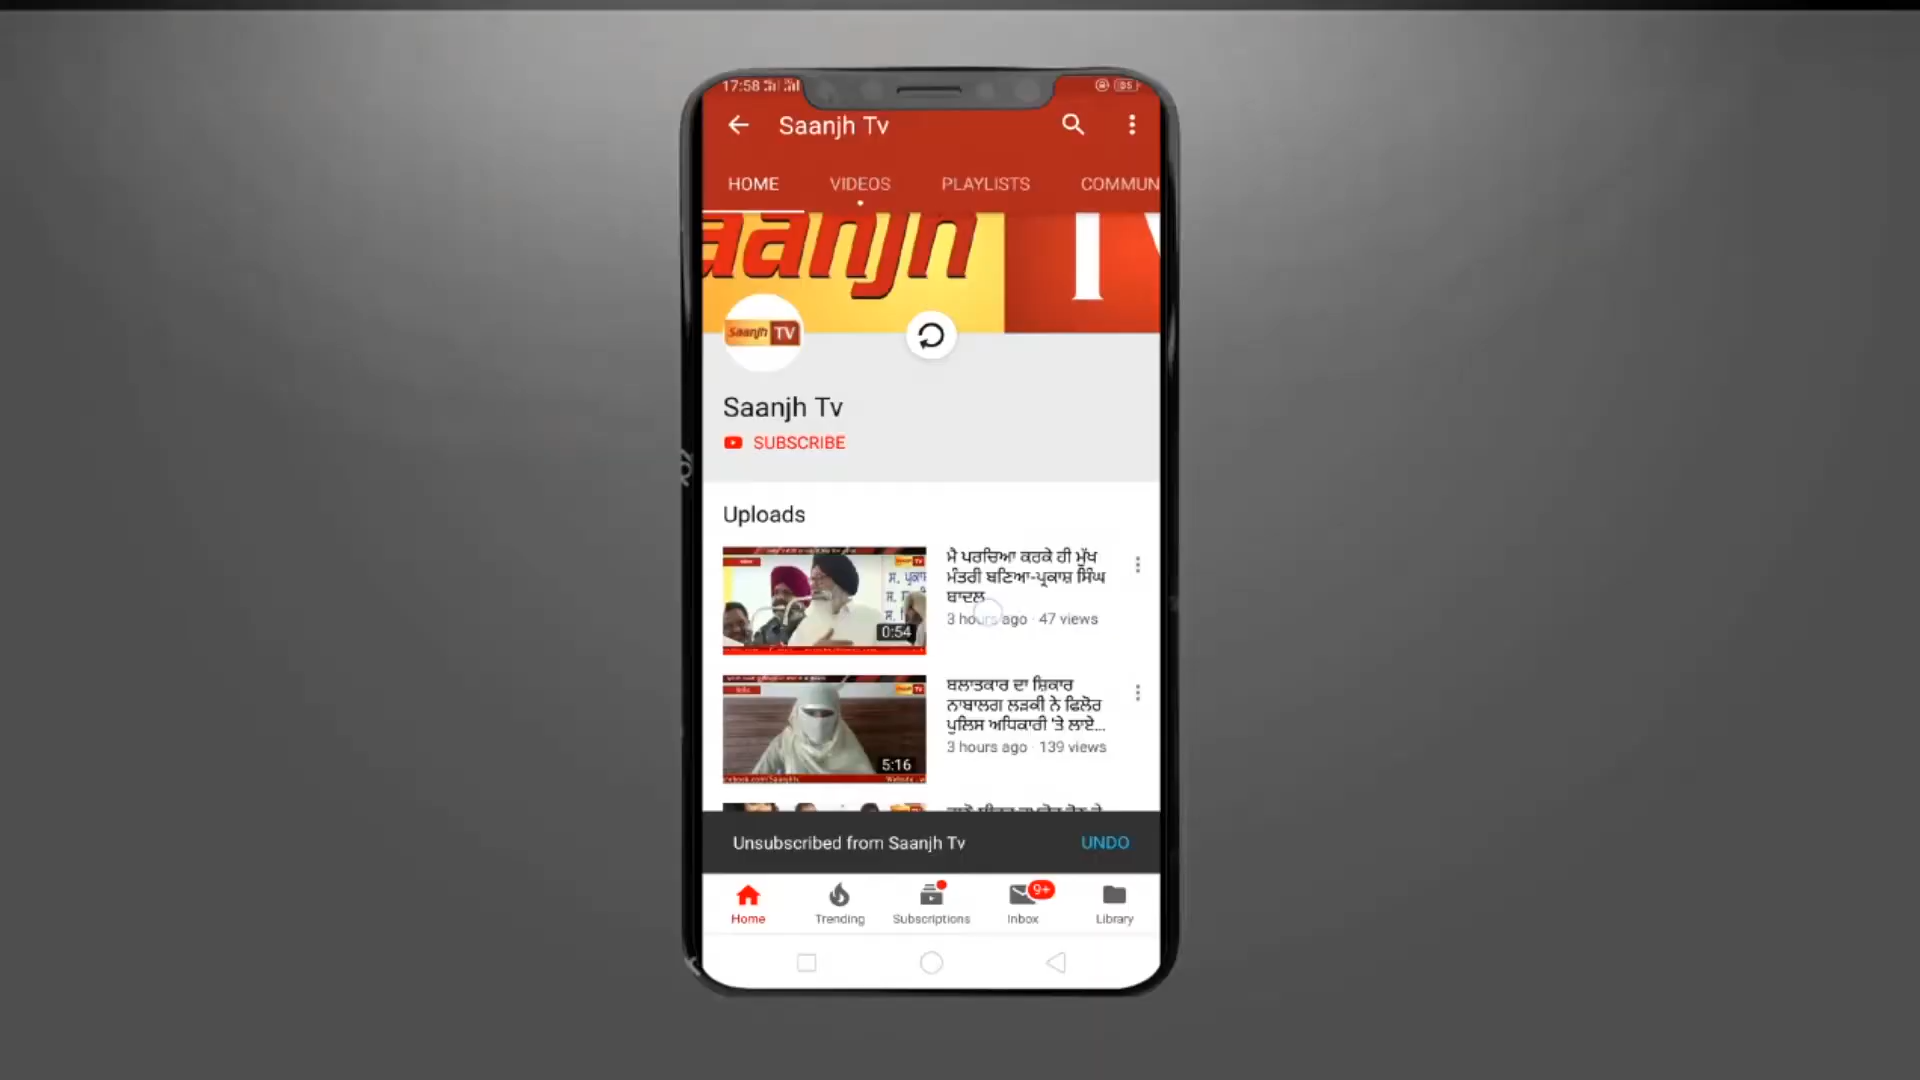 17:58
Saanjh Tv
HOME VIDEOS PLAYLISTS COMMUN
aanjh T
Saanjh TV
Saanjh Tv
SUBSCRIBE
Uploads
ਮੈ ਪਰਚਿਆ ਕਰਕੇ ਹੀ ਮੁੱਖ
ਮੰਤਰੀ ਬਣਿਆ-ਪ੍ਰਕਾਸ਼ ਸਿੰਘ
ਬਾਦਲ
3 hours ago · 47 views
0:54
ਬਲਾਤਕਾਰ ਦਾ ਸ਼ਿਕਾਰ
ਨਾਬਾਲਗ ਲੜਕੀ ਨੇ ਫਿਲੋਰ
ਪੁਲਿਸ ਅਧਿਕਾਰੀ 'ਤੇ ਲਾਏ...
3 hours ago · 139 views
5:16
Unsubscribed from Saanjh Tv UNDO
9+
Home Trending Subscriptions Inbox Library